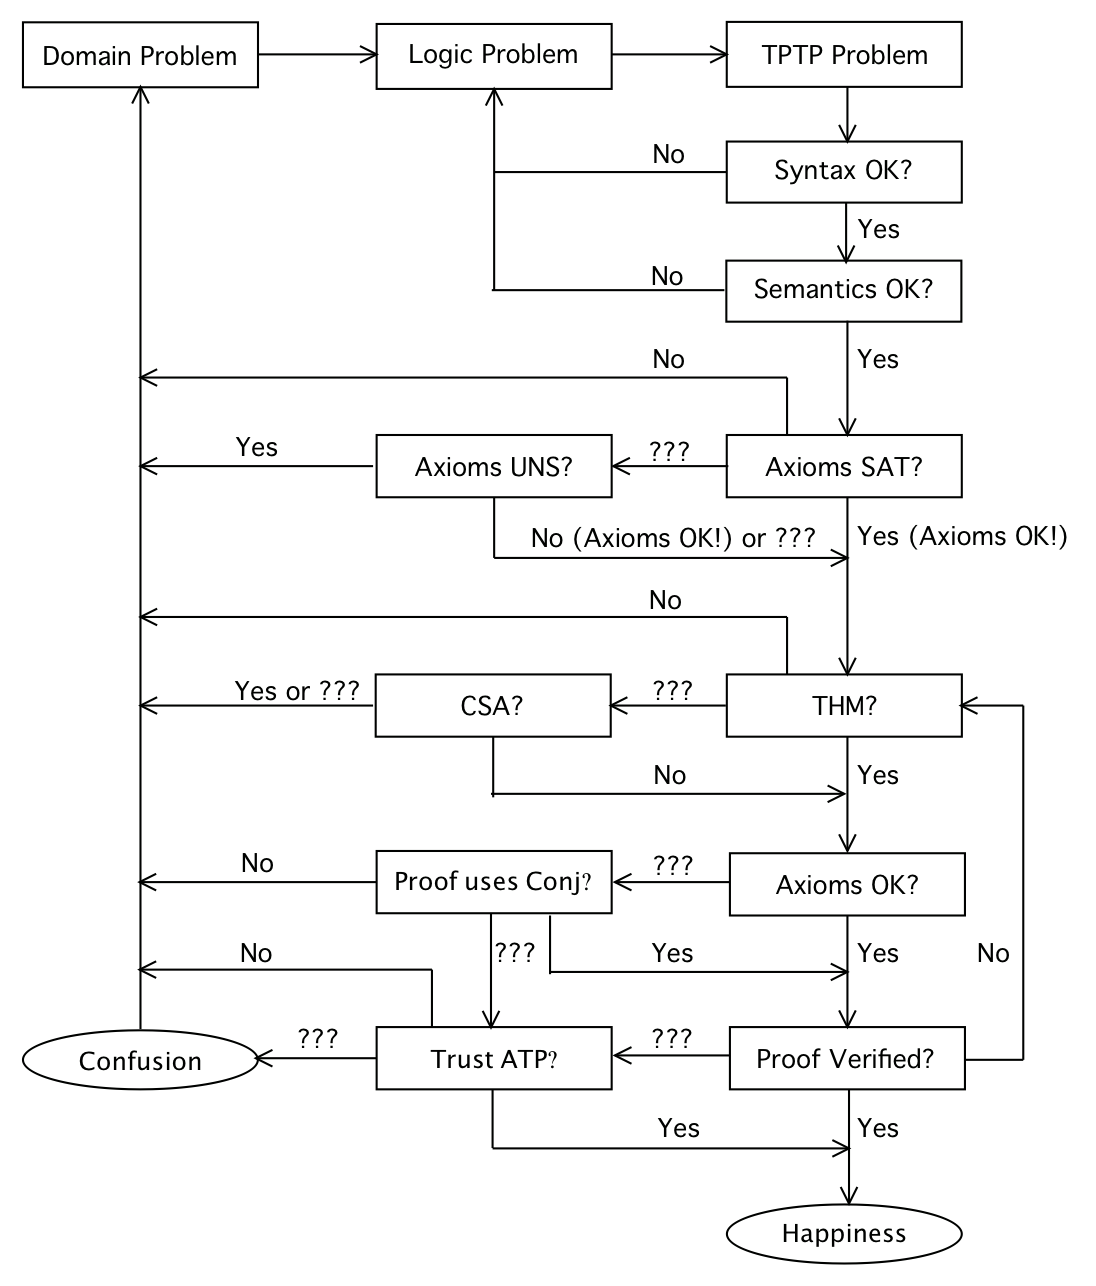 Domain Problem
Logic Problem
TPTP Problem
No
Syntax OK?
Yes
No
Semantics OK?
No
Yes
Yes
Axioms UNS?
???
Axioms SAT?
No (Axioms OK!) or ???
Yes (Axioms OK!)
No
Yes or ???
CSA?
???
THM?
No
Yes
No
Proof uses Conj?
???
Axioms OK?
No
???
Yes
Yes
No
Confusion
???
Trust ATP?
???
Proof Verified?
Yes
Yes
Happiness